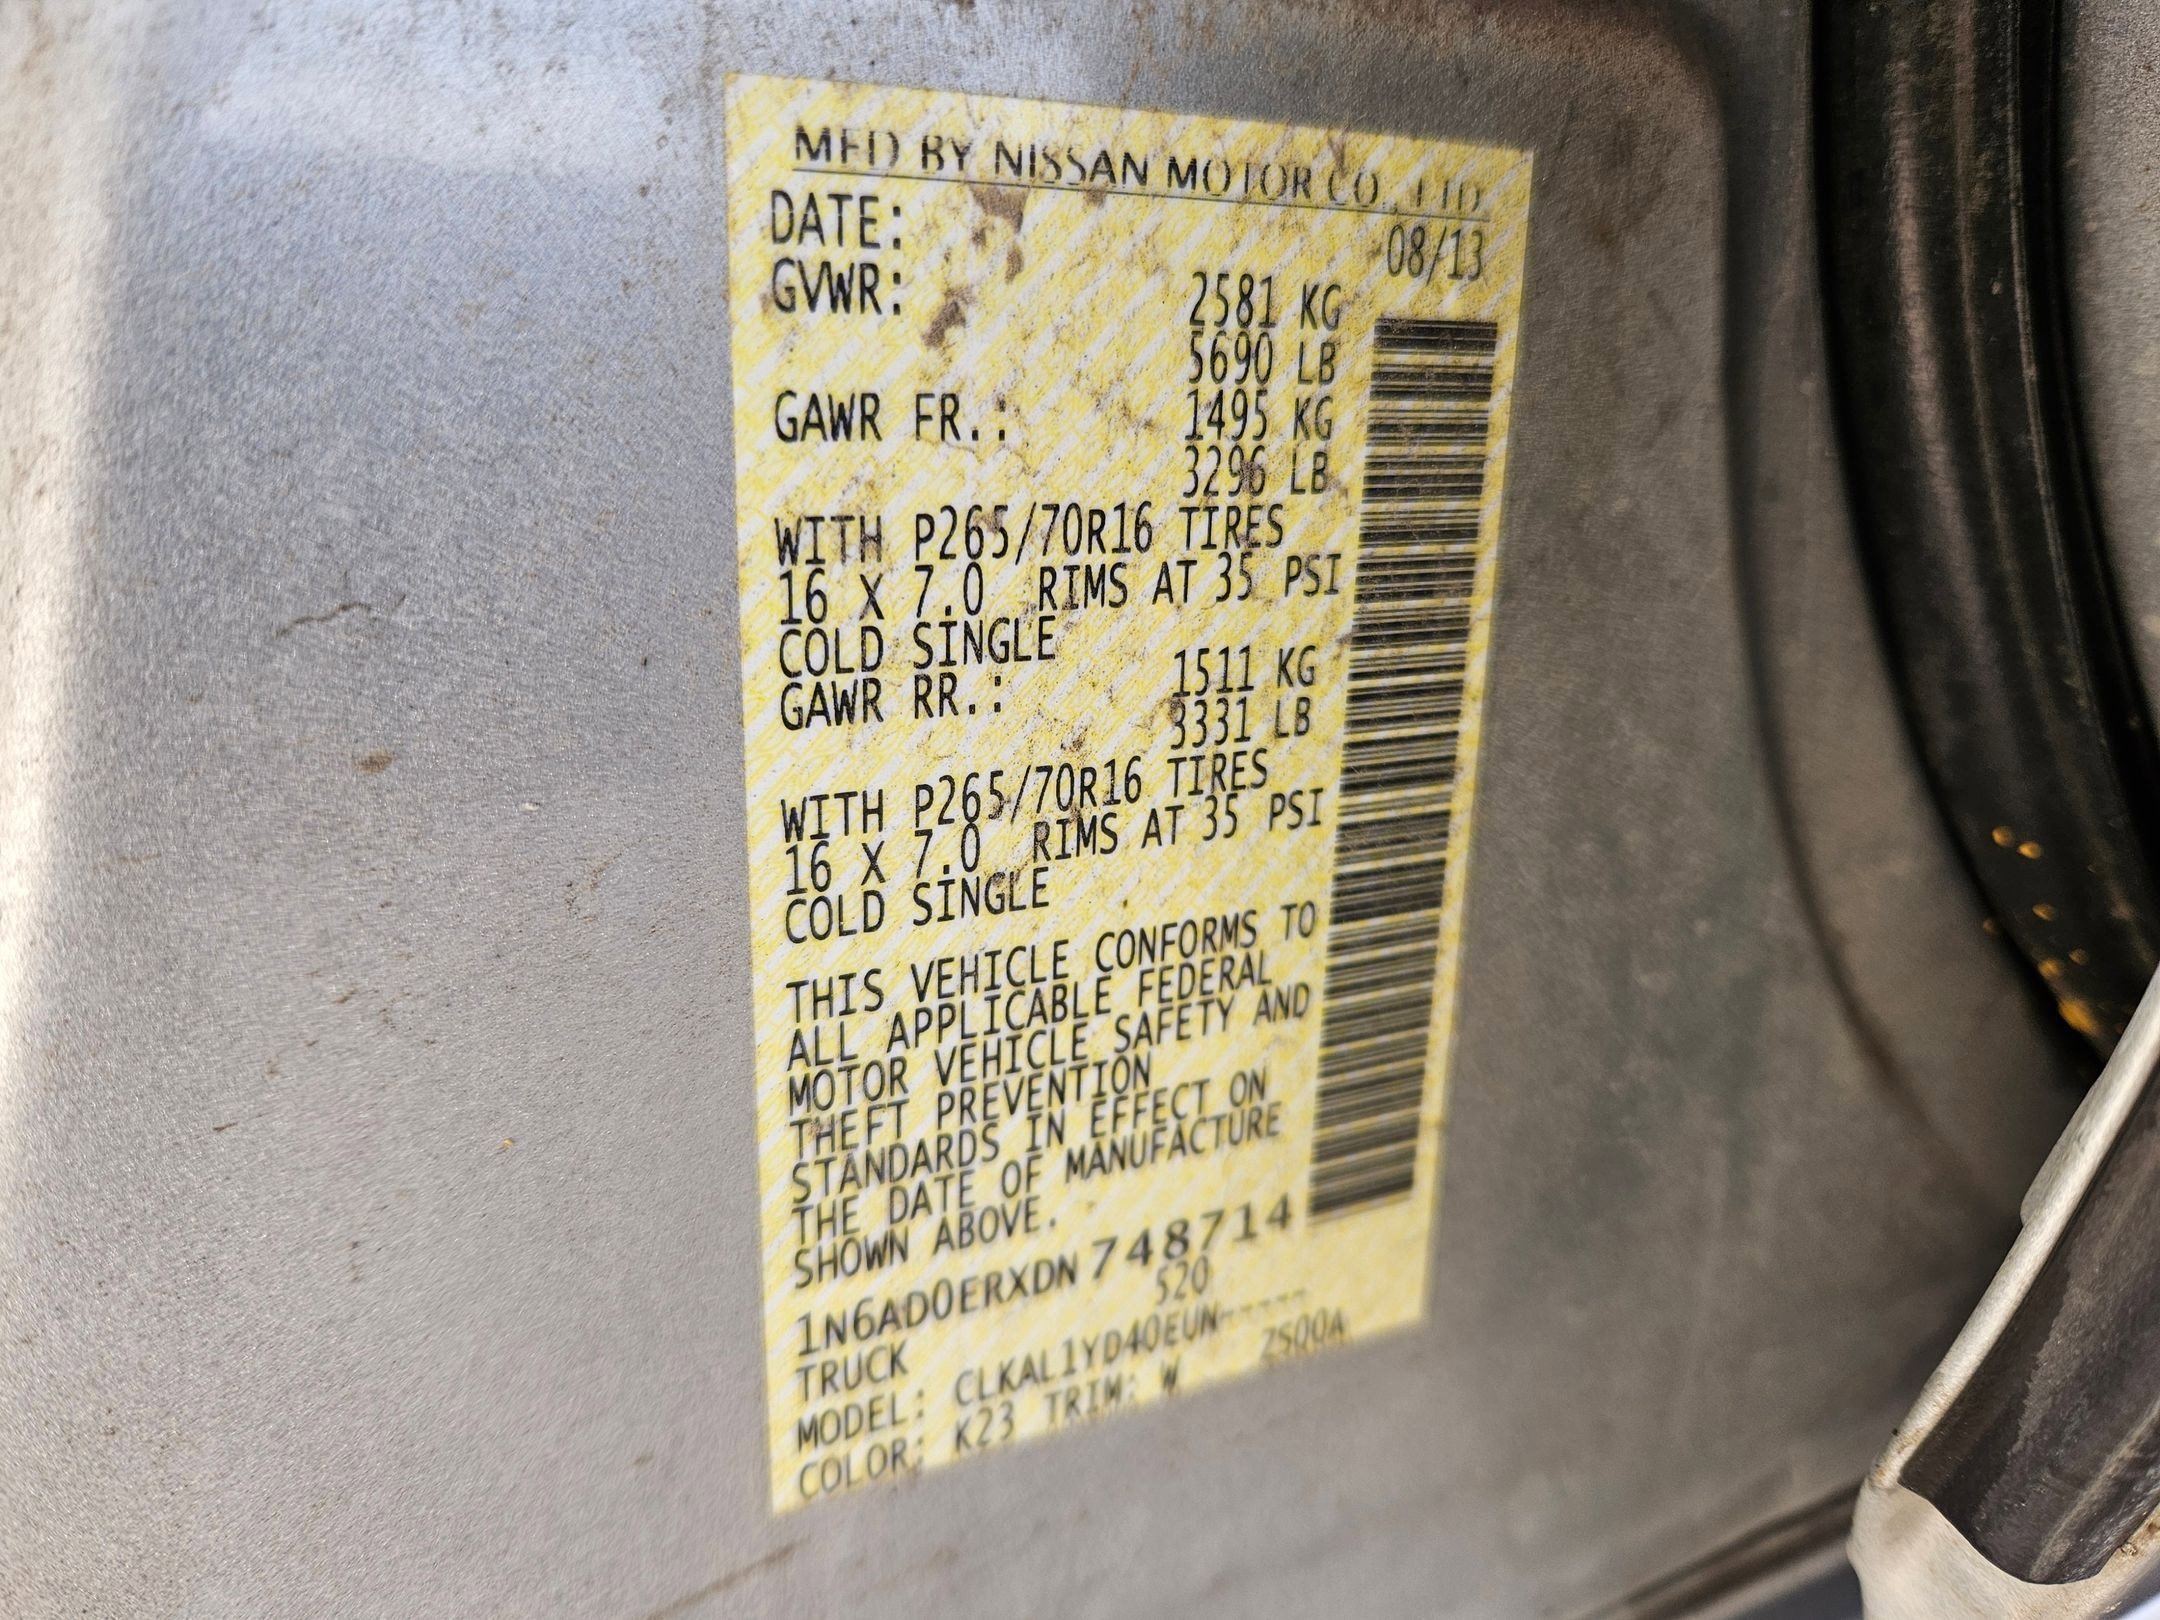 MFD BY NISSAN MOTOR CO., LTD
DATE: 08/13
GVWR: 2581 KG
5690 LB
GAWR FR.: 1495 KG
3296 LB
WITH P265/70R16 TIRES
16 X 7.0 RIMS AT 35 PSI
COLD SINGLE
GAWR RR.: 1511 KG
3331 LB
WITH P265/70R16 TIRES
16 X 7.0 RIMS AT 35 PSI
COLD SINGLE
THIS VEHICLE CONFORMS TO
ALL APPLICABLE FEDERAL
MOTOR VEHICLE SAFETY AND
THEFT PREVENTION
STANDARDS IN EFFECT ON
THE DATE OF MANUFACTURE
SHOWN ABOVE.
1N6AD0ERXDN748714
TRUCK 520
MODEL:
COLOR: K23 TRIM: W ZS00A